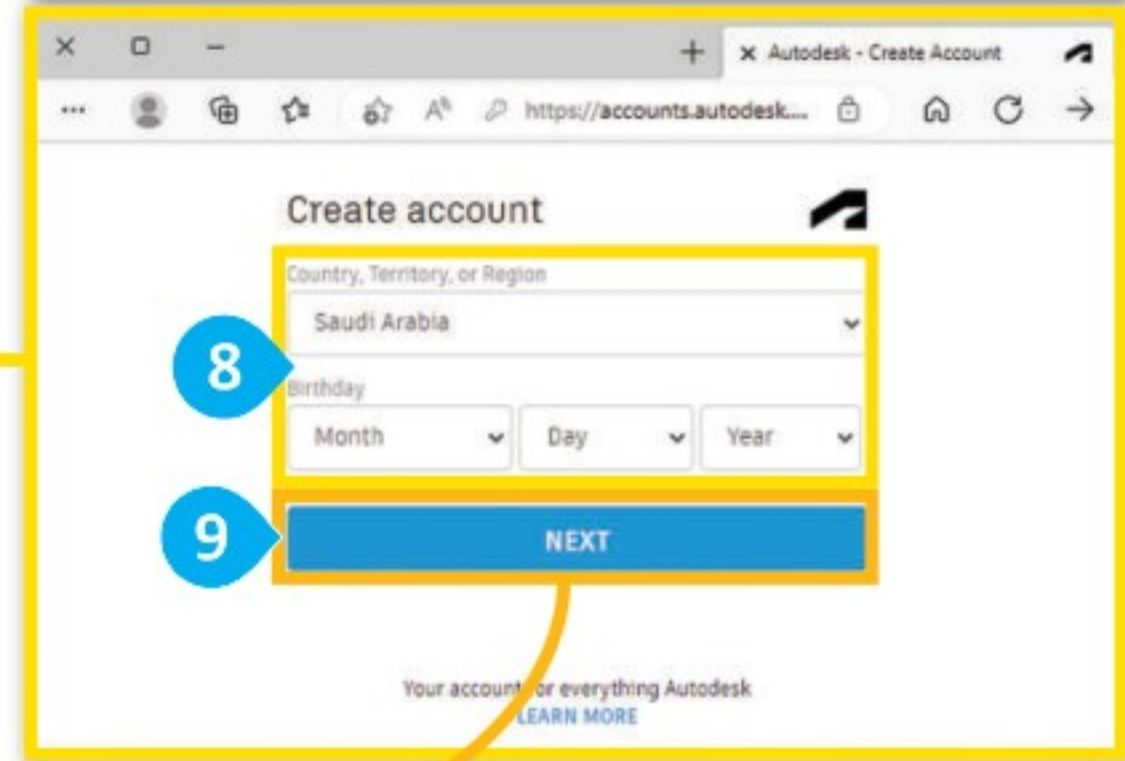 Autodesk - Create Account
https://accounts.autodesk....
Create account
Country, Territory, or Region
Saudi Arabia
8
Birthday
Month Day Year
9
NEXT
Your account for everything Autodesk
LEARN MORE